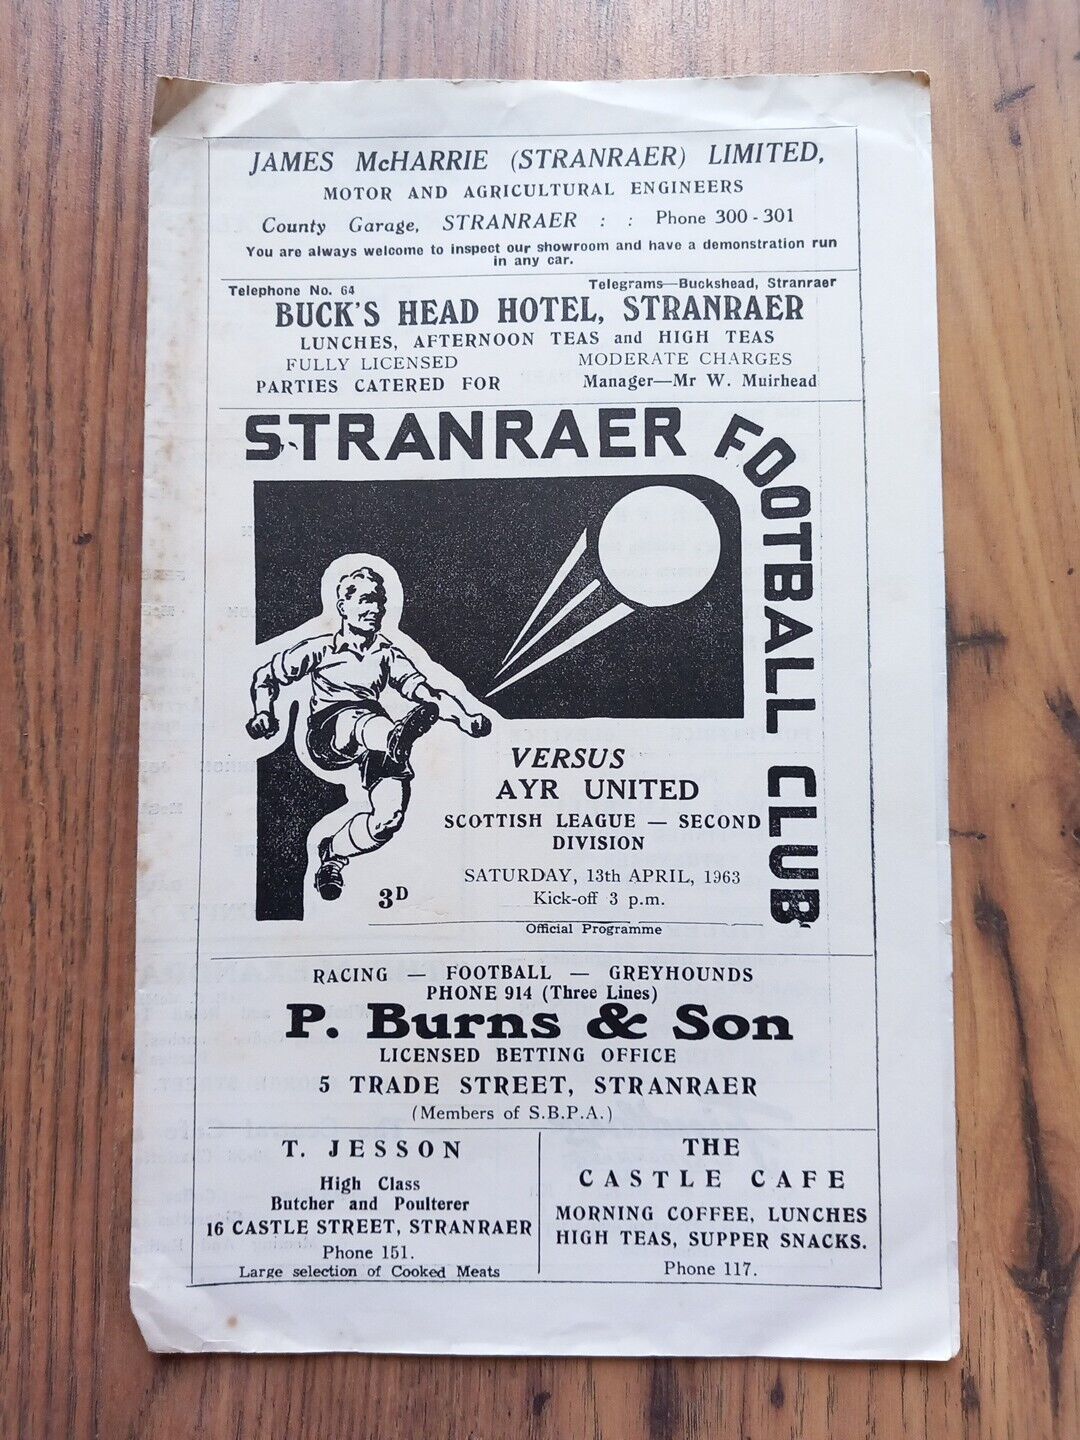 JAMES McHARRIE (STRANRAER) LIMITED,
MOTOR AND AGRICULTURAL ENGINEERS
County Garage, STRANRAER : : Phone 300 - 301
You are always welcome to inspect our showroom and have a demonstration run
in any car.
Telephone No. 64 Telegrams—Buckshead, Stranraer
BUCK'S HEAD HOTEL, STRANRAER
LUNCHES, AFTERNOON TEAS and HIGH TEAS
FULLY LICENSED MODERATE CHARGES
PARTIES CATERED FOR Manager—Mr W. Muirhead
STRANRAER FOOTBALL CLUB
VERSUS
AYR UNITED
SCOTTISH LEAGUE — SECOND
DIVISION
SATURDAY, 13th APRIL, 1963
Kick-off 3 p.m.
3D
Official Programme
RACING — FOOTBALL — GREYHOUNDS
PHONE 914 (Three Lines)
P. Burns & Son
LICENSED BETTING OFFICE
5 TRADE STREET, STRANRAER
(Members of S.B.P.A.)
T. JESSON
High Class
Butcher and Poulterer
16 CASTLE STREET, STRANRAER
Phone 151.
Large selection of Cooked Meats
THE
CASTLE CAFE
MORNING COFFEE, LUNCHES
HIGH TEAS, SUPPER SNACKS.
Phone 117.